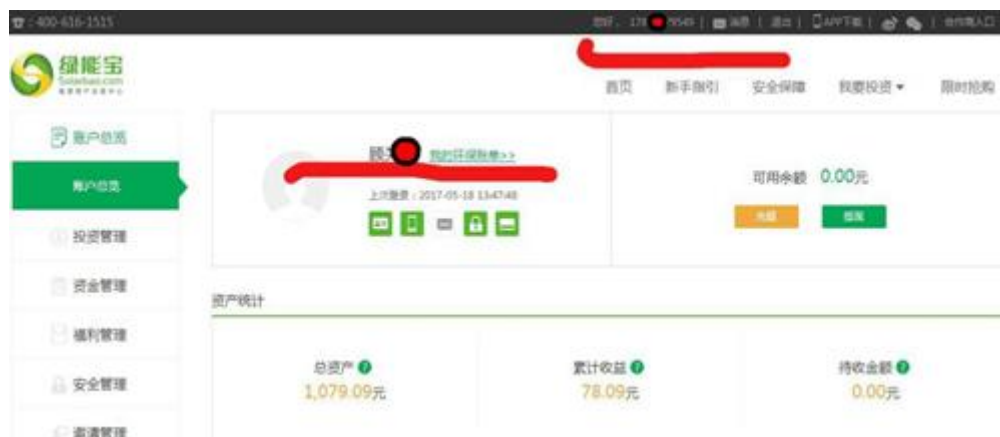 ☎：400-616-1515
您好，178 9549 | 消息 | 退出 | APP下载 | | 合作商入口
绿能宝
Solarbao.com
首页 新手指引 安全保障 我要投资▼ 限时抢购
账户总览
账户总览
投资管理
资金管理
福利管理
安全管理
邀请管理
顾 我的环保账单>>
上次登录：2017-05-18 13:47:48
可用余额 0.00元
充值 提现
资产统计
总资产 ? 累计收益 ? 待收金额 ?
1,079.09元 78.09元 0.00元